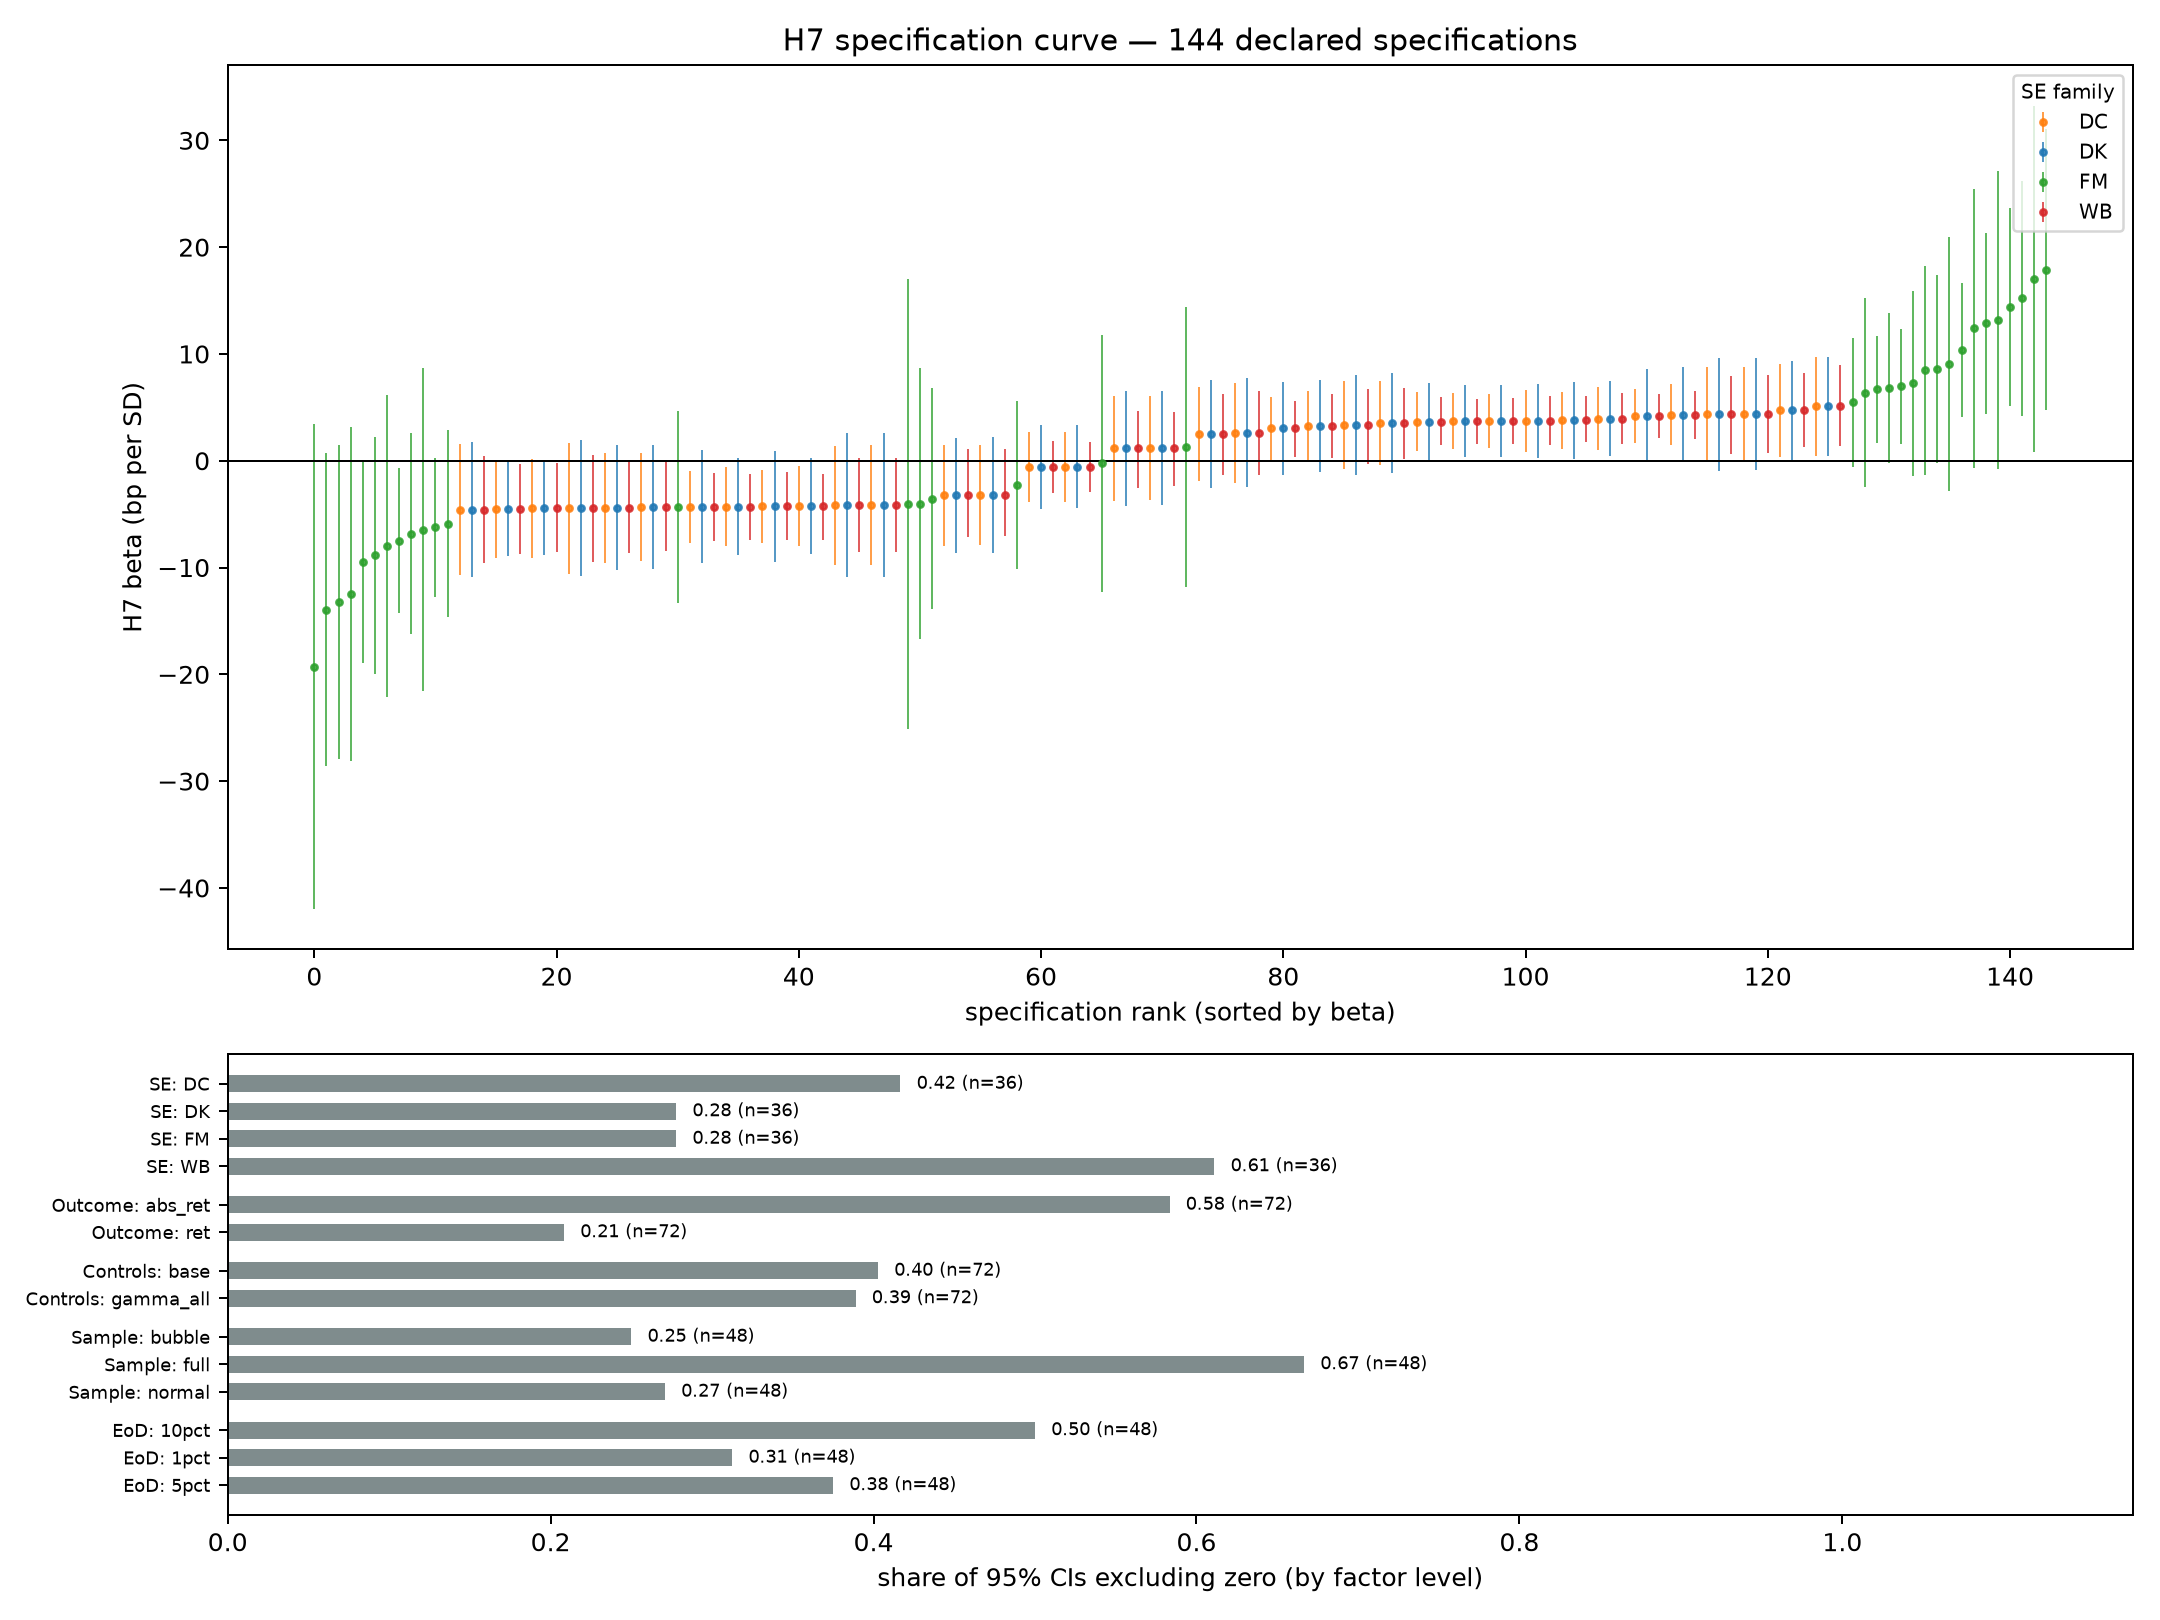 H7 specification curve — 144 declared specifications
SE family
DC
DK
FM
WB
30
20
10
0
−10
−20
−30
−40
H7 beta (bp per SD)
0 20 40 60 80 100 120 140
specification rank (sorted by beta)
SE: DC 0.42 (n=36)
SE: DK 0.28 (n=36)
SE: FM 0.28 (n=36)
SE: WB 0.61 (n=36)
Outcome: abs_ret 0.58 (n=72)
Outcome: ret 0.21 (n=72)
Controls: base 0.40 (n=72)
Controls: gamma_all 0.39 (n=72)
Sample: bubble 0.25 (n=48)
Sample: full 0.67 (n=48)
Sample: normal 0.27 (n=48)
EoD: 10pct 0.50 (n=48)
EoD: 1pct 0.31 (n=48)
EoD: 5pct 0.38 (n=48)
0.0 0.2 0.4 0.6 0.8 1.0
share of 95% CIs excluding zero (by factor level)